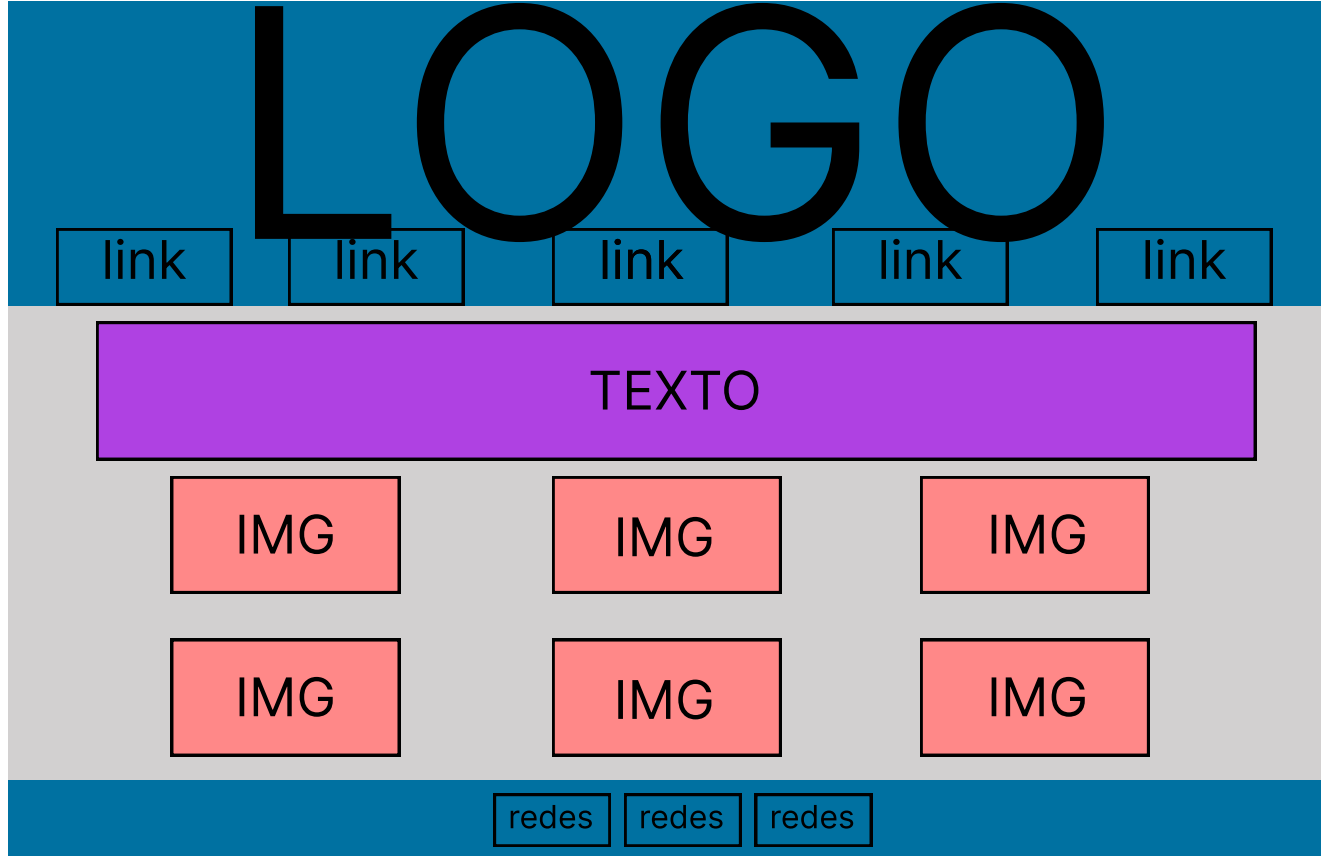 LOGO
link link link link link
TEXTO
IMG IMG IMG
IMG IMG IMG
redes redes redes